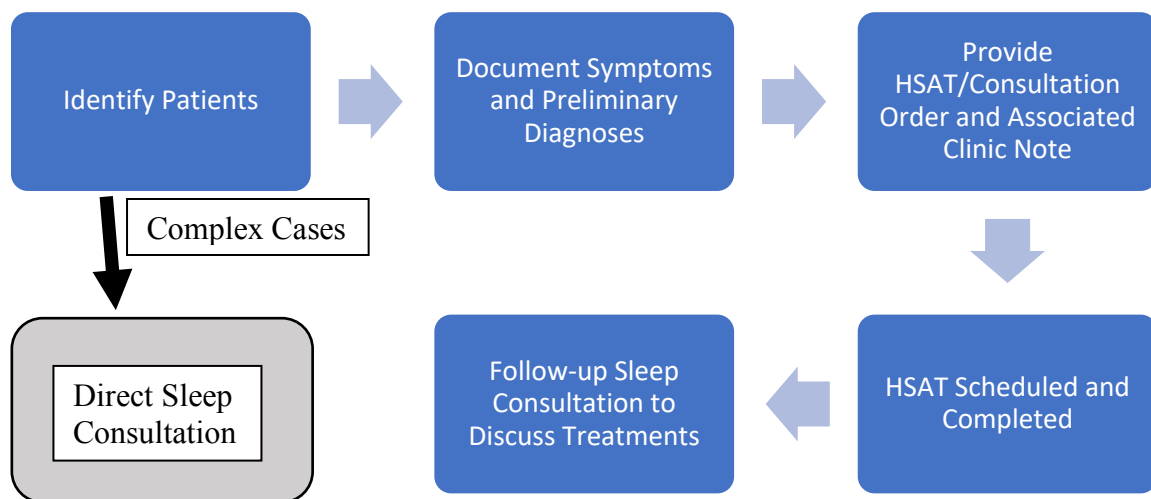 Identify Patients
Document Symptoms
and Preliminary
Diagnoses
Provide
HSAT/Consultation
Order and Associated
Clinic Note
Complex Cases
Direct Sleep
Consultation
Follow-up Sleep
Consultation to
Discuss Treatments
HSAT Scheduled and
Completed